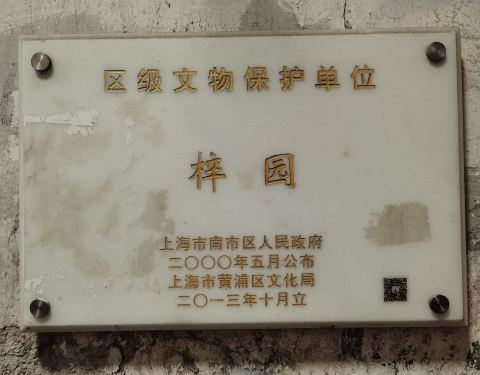 区级文物保护单位
梓园
上海市南市区人民政府
二〇〇〇年五月公布
上海市黄浦区文化局
二〇一三年十月立